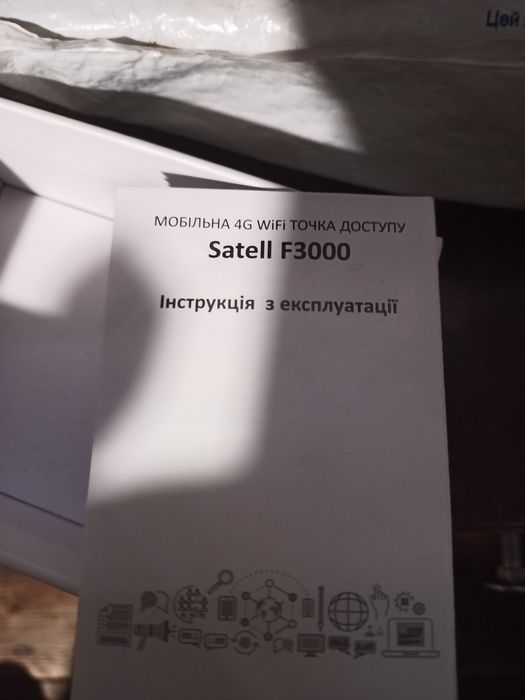 Цей
МОБІЛЬНА 4G WiFi ТОЧКА ДОСТУПУ
Satell F3000
Інструкція з експлуатації